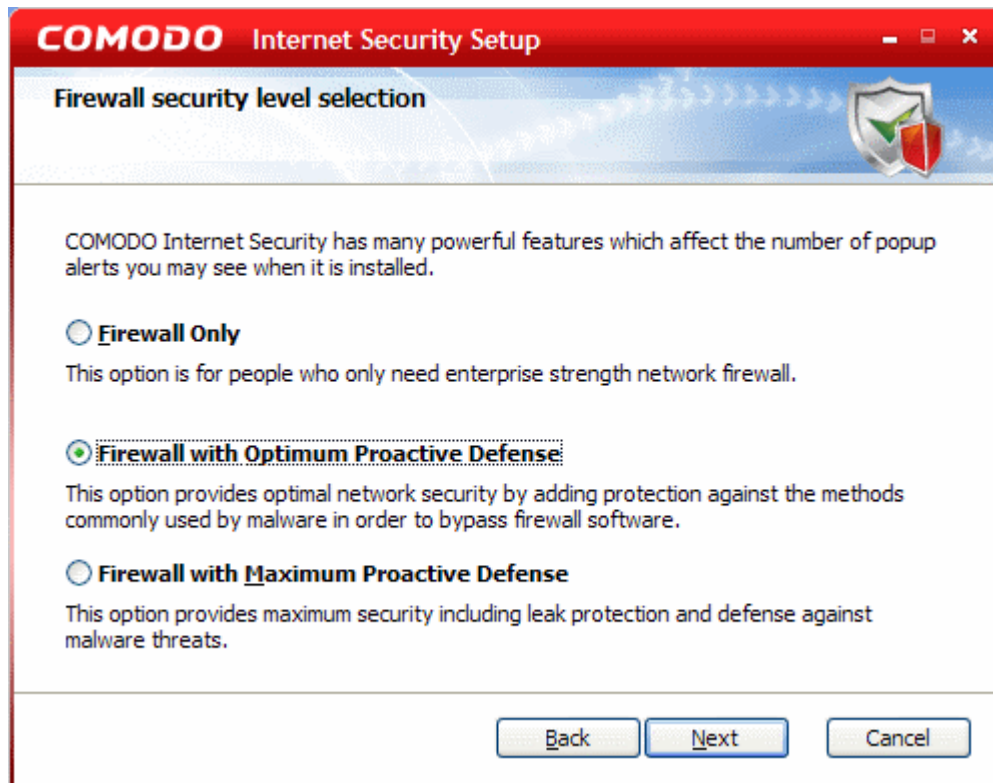 COMODO Internet Security Setup
Firewall security level selection
COMODO Internet Security has many powerful features which affect the number of popup
alerts you may see when it is installed.
Firewall Only
This option is for people who only need enterprise strength network firewall.
Firewall with Optimum Proactive Defense
This option provides optimal network security by adding protection against the methods
commonly used by malware in order to bypass firewall software.
Firewall with Maximum Proactive Defense
This option provides maximum security including leak protection and defense against
malware threats.
Back Next Cancel